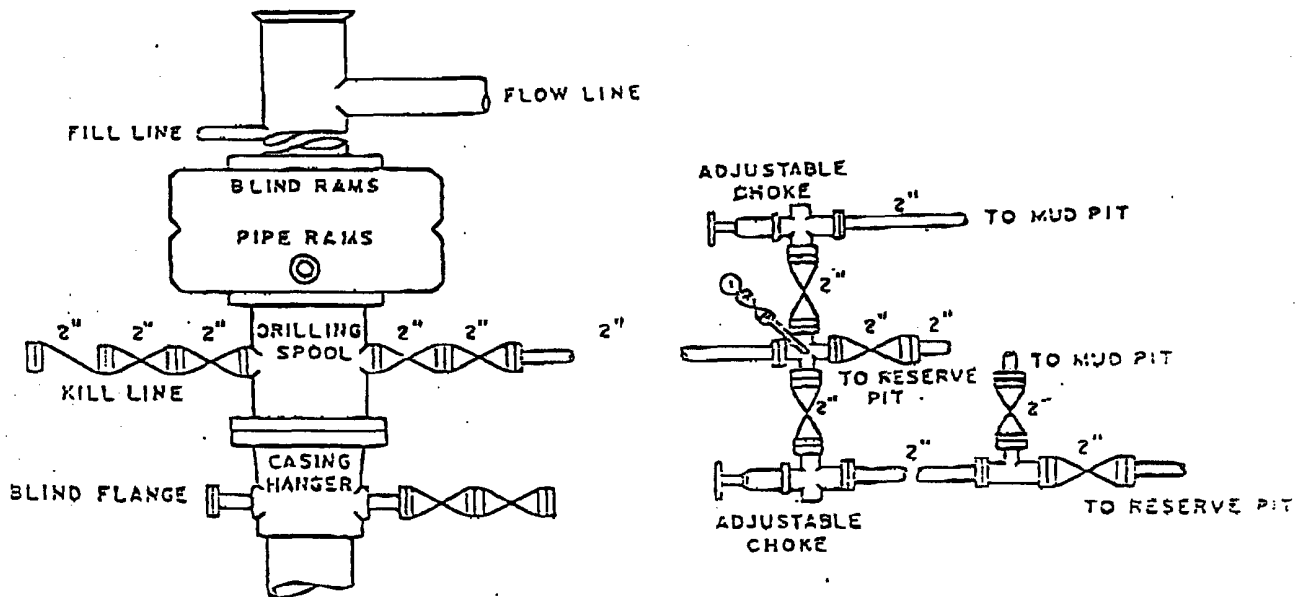 FLOW LINE
FILL LINE
BLIND RAMS
PIPE RAMS
2" 2" 2" DRILLING 2" 2" 2"
SPOOL
KILL LINE
CASING
HANGER
BLIND FLANGE
ADJUSTABLE
CHOKE
2" TO MUD PIT
2"
2" 2"
TO RESERVE
PIT
TO MUD PIT
2"
2"
2"
2"
TO RESERVE PIT
ADJUSTABLE
CHOKE